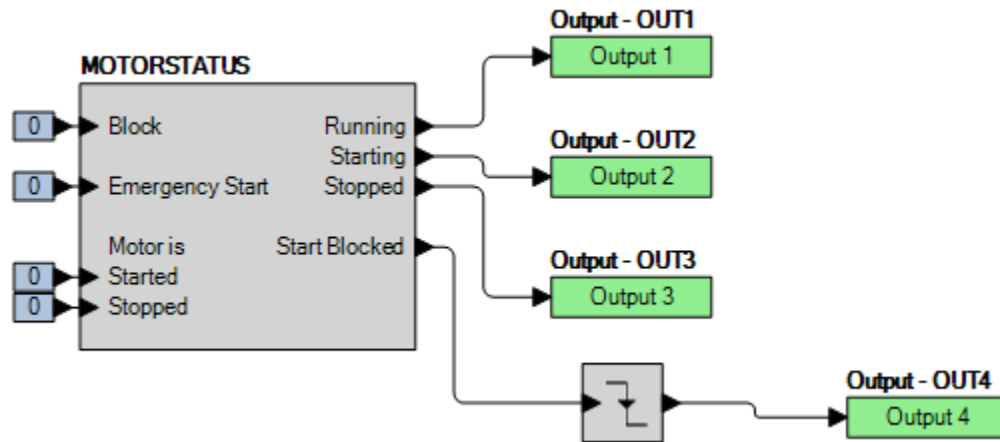 Output - OUT1
Output 1
MOTORSTATUS
0
Block
Running
Starting
Output - OUT2
Output 2
0
Emergency Start
Stopped
Motor is
Start Blocked
0
Started
0
Stopped
Output - OUT3
Output 3
Output - OUT4
Output 4